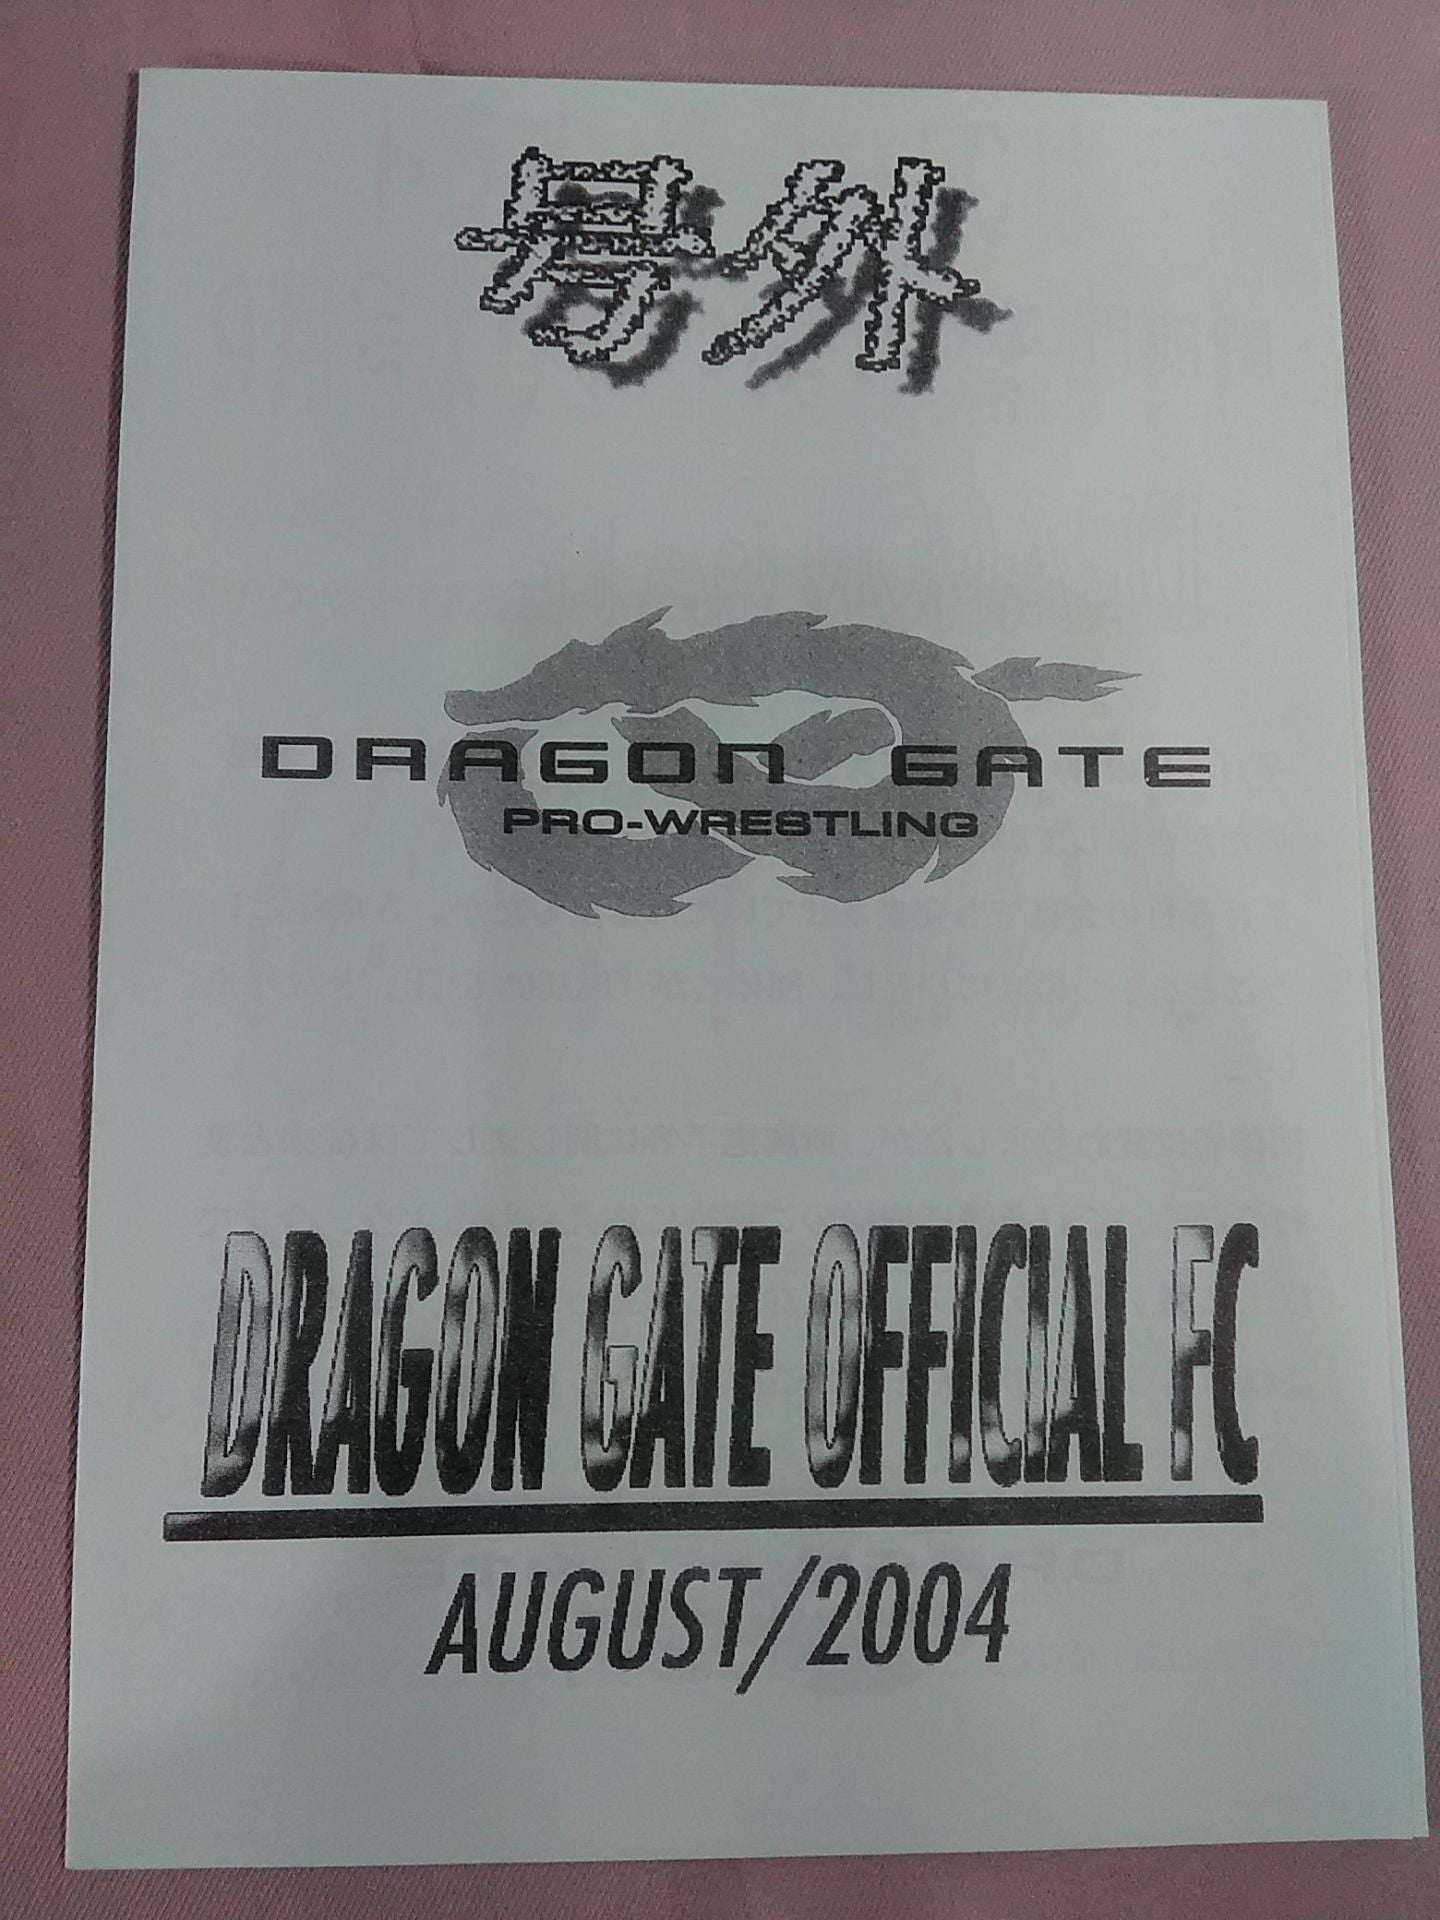 号外
DRAGON GATE
PRO-WRESTLING
DRAGON GATE OFFICIAL FC
AUGUST/2004